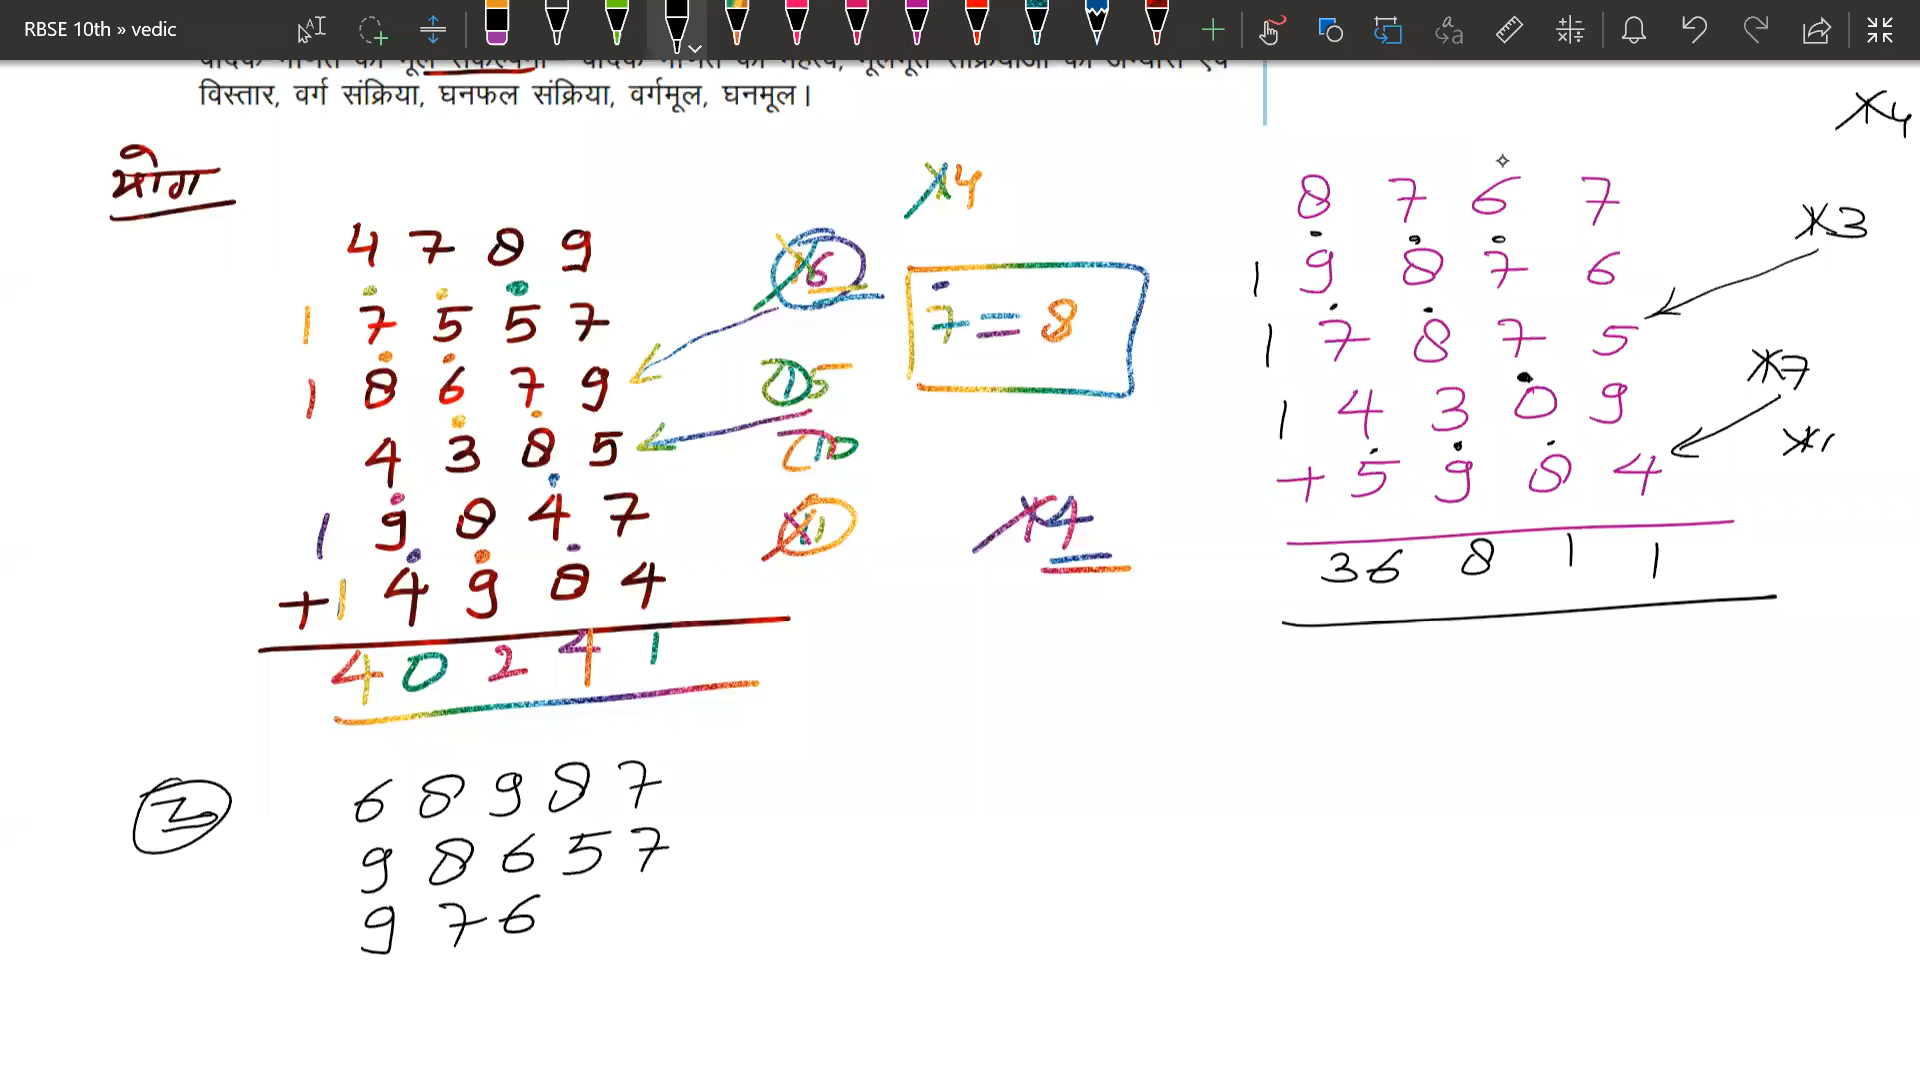 RBSE 10th » vedic
विस्तार, वर्ग संक्रिया, घनफल संक्रिया, वर्गमूल, घनमूल।
योग
4 7 8 9
1 7 5 5 7
1 8 6 7 9
4 3 8 5
1 9 8 4 7
+1 4 9 8 4
4 0 2 4 1
7 = 8
8 7 6 7
1 9 8 7 6
1 7 8 7 5
1 4 3 0 9
+ 5 9 8 4
36 8 1 1
2
6 8 9 8 7
9 8 6 5 7
9 7 6